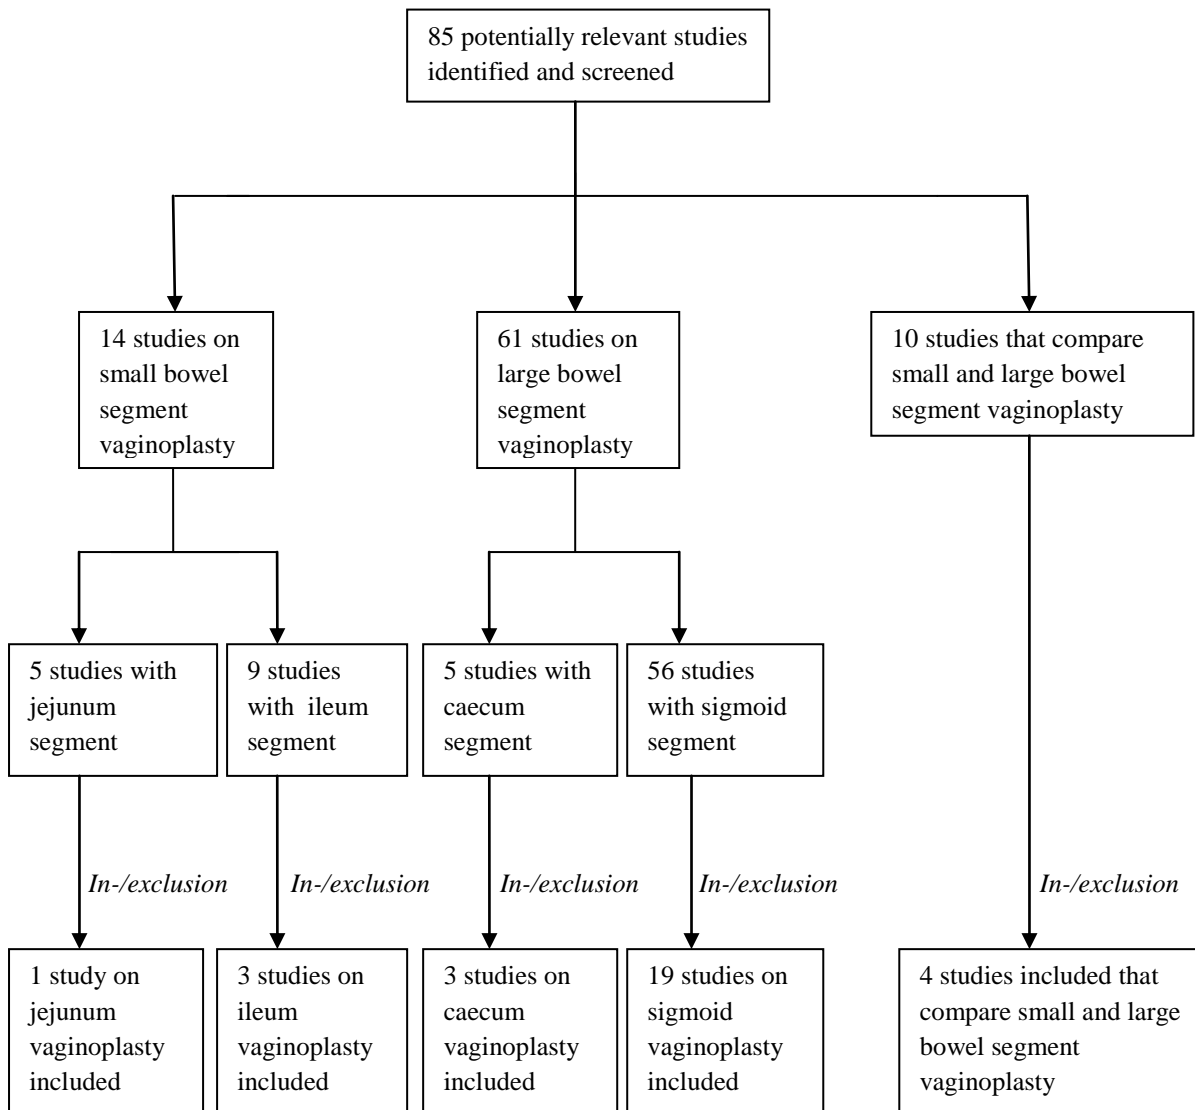 85 potentially relevant studies
identified and screened
14 studies on
small bowel
segment
vaginoplasty
61 studies on
large bowel
segment
vaginoplasty
10 studies that compare
small and large bowel
segment vaginoplasty
5 studies with
jejunum
segment
9 studies
with ileum
segment
5 studies with
caecum
segment
56 studies
with sigmoid
segment
In-/exclusion
In-/exclusion
In-/exclusion
In-/exclusion
In-/exclusion
1 study on
jejunum
vaginoplasty
included
3 studies on
ileum
vaginoplasty
included
3 studies on
caecum
vaginoplasty
included
19 studies on
sigmoid
vaginoplasty
included
4 studies included that
compare small and large
bowel segment
vaginoplasty